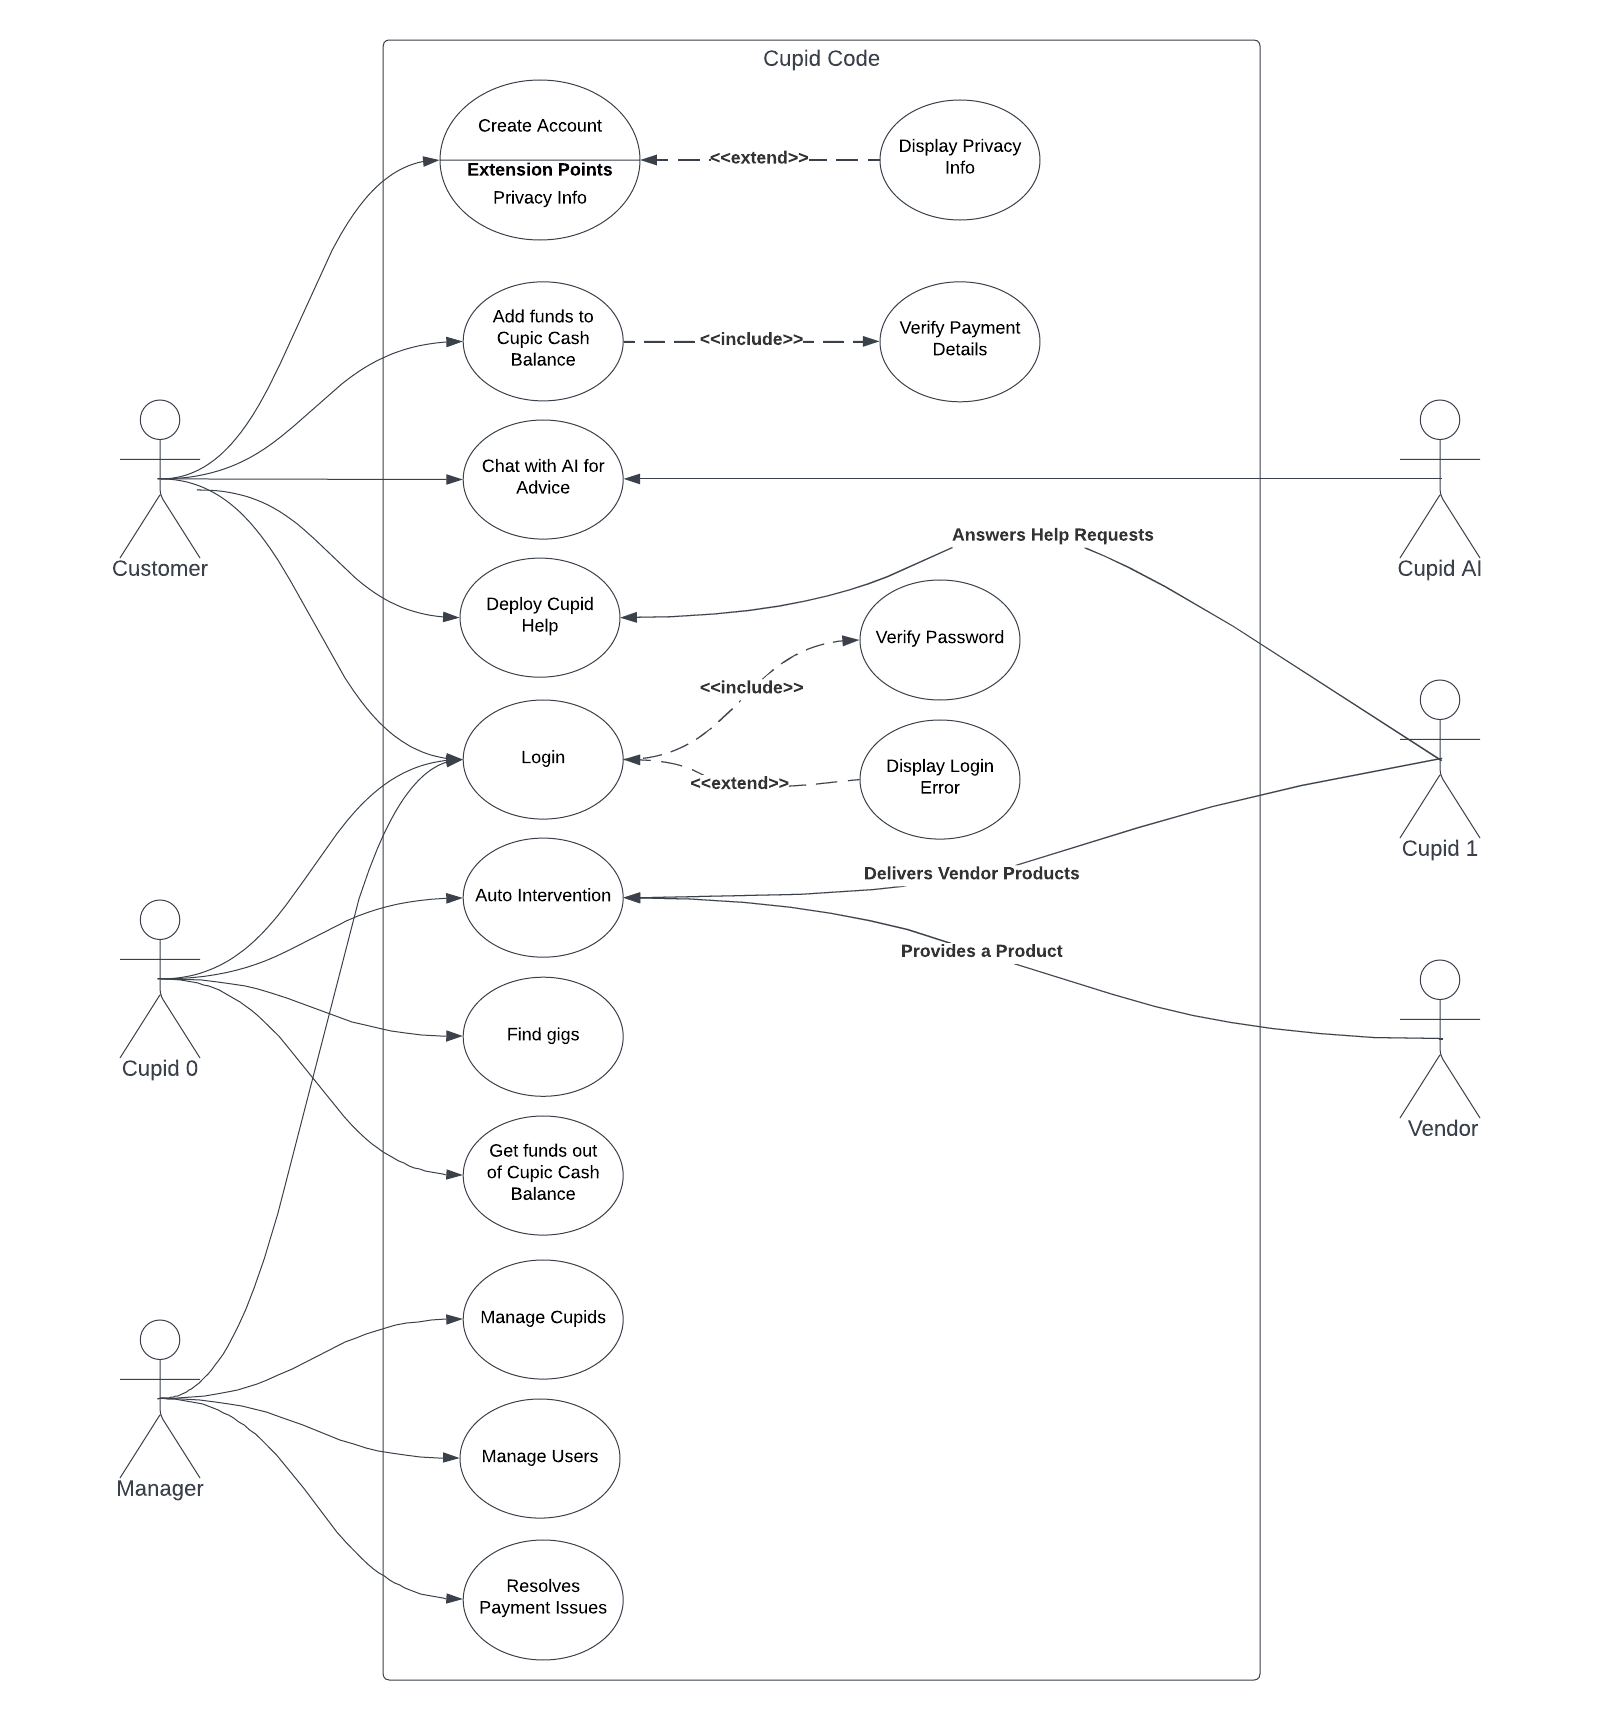 Cupid Code
Create Account
Extension Points
Privacy Info
<<extend>>
Display Privacy
Info
Add funds to
Cupic Cash
Balance
<<include>>
Verify Payment
Details
Chat with AI for
Advice
Customer
Cupid AI
Answers Help Requests
Deploy Cupid
Help
Verify Password
<<include>>
Login
<<extend>>
Display Login
Error
Cupid 1
Delivers Vendor Products
Auto Intervention
Provides a Product
Find gigs
Cupid 0
Vendor
Get funds out
of Cupic Cash
Balance
Manage Cupids
Manage Users
Manager
Resolves
Payment Issues